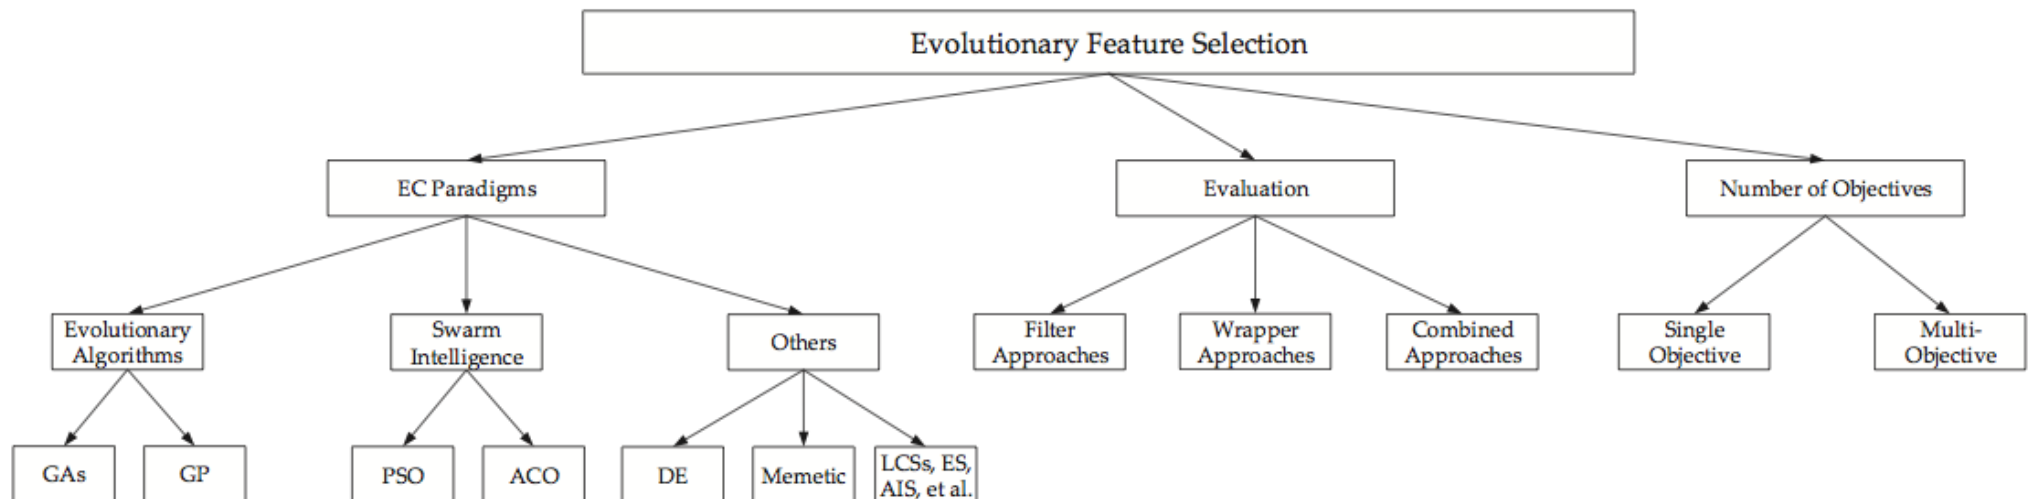 Evolutionary Feature Selection
EC Paradigms
Evaluation
Number of Objectives
Evolutionary
Algorithms
Swarm
Intelligence
Others
Filter
Approaches
Wrapper
Approaches
Combined
Approaches
Single
Objective
Multi-
Objective
GAs
GP
PSO
ACO
DE
Memetic
LCSs, ES,
AIS, et al.